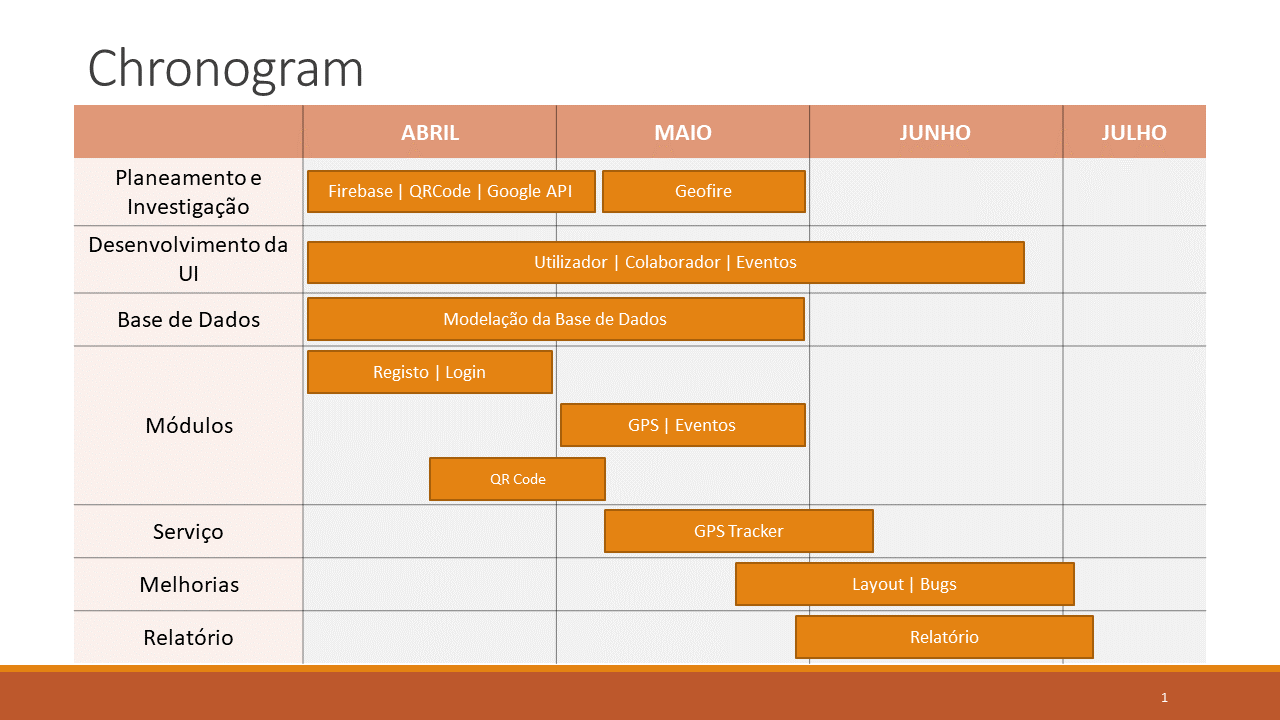 Chronogram
ABRIL
MAIO
JUNHO
JULHO
Planeamento e
Investigação
Firebase | QRCode | Google API
Geofire
Desenvolvimento da
UI
Utilizador | Colaborador | Eventos
Base de Dados
Modelação da Base de Dados
Módulos
Registo | Login
GPS | Eventos
QR Code
Serviço
GPS Tracker
Melhorias
Layout | Bugs
Relatório
Relatório
1